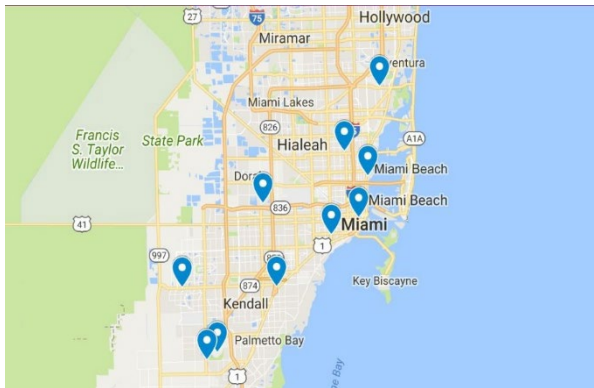 27
75
Hollywood
Miramar
ventura
Miami Lakes
826
A1A
Francis
S. Taylor
Wildlife...
State Park
Hialeah
Miami Beach
Miami Beach
836
41
Miami
1
997
874
Key Biscayne
Kendall
Palmetto Bay
1
Bay